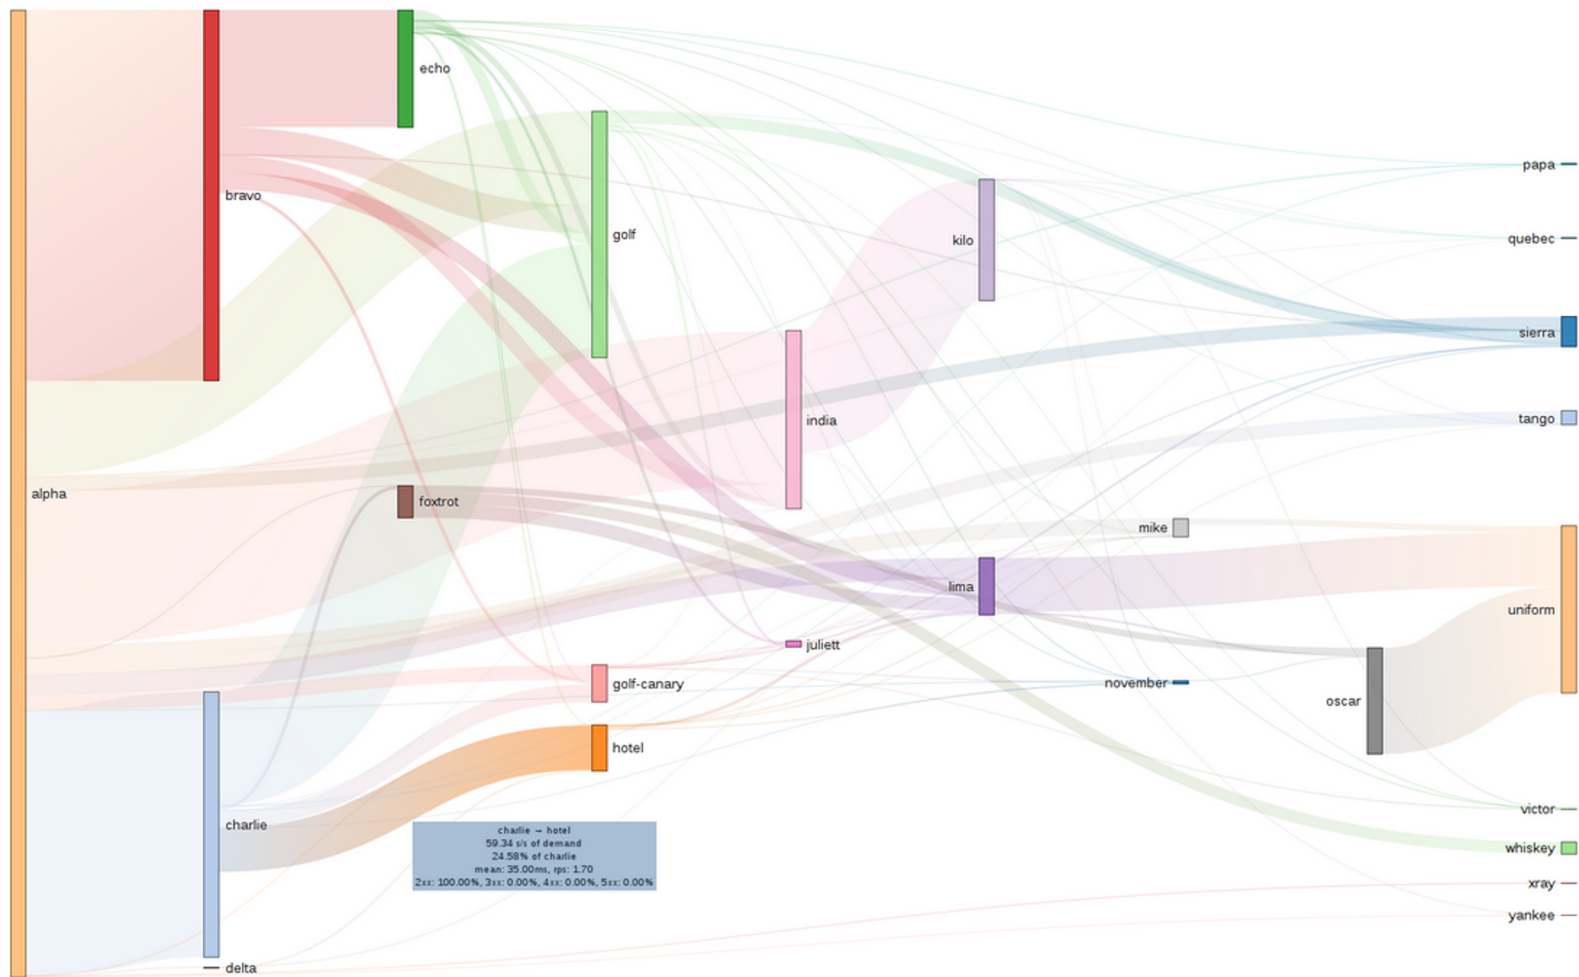 echo
papa
bravo
golf
quebec
kilo
sierra
india
tango
alpha
foxtrot
mike
lima
uniform
juliett
golf-canary
november
oscar
hotel
victor
charlie
charlie → hotel
59.34 s/s of demand
24.58% of charlie
mean: 35.00ms, rps: 1.70
2xx: 100.00%, 3xx: 0.00%, 4xx: 0.00%, 5xx: 0.00%
whiskey
xray
yankee
delta